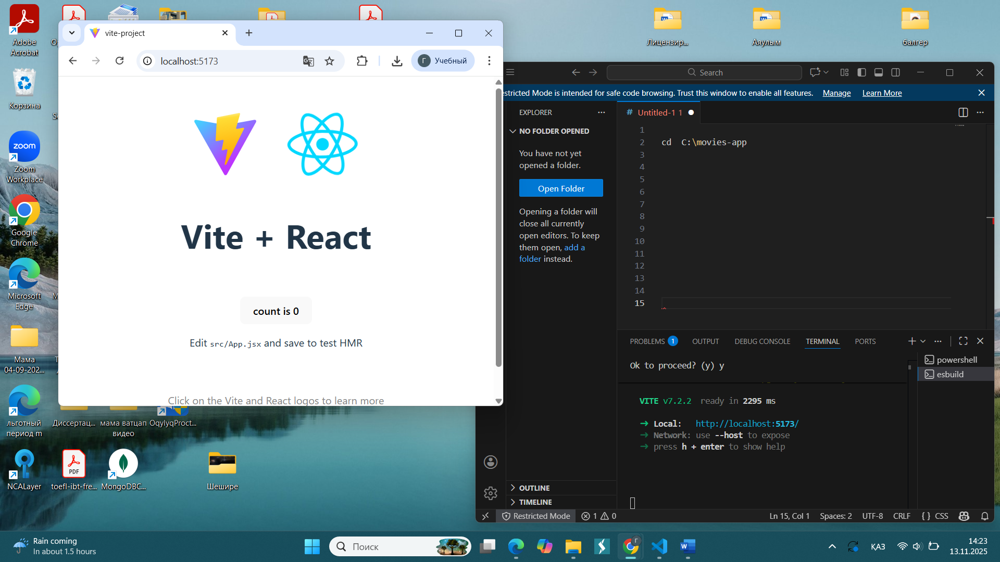 Adobe
Acrobat
Корзина
zoom
Zoom
Workplace
Google
Chrome
Microsoft
Edge
Мама
04-09-202...
льготный
период m
NCALayer
Диссертац...
мама ватцап
видео
OqylyqProct...
PDF
toefl-ibt-fre...
MongoDBC...
Шешире
Лицензир...
Аяулым
балгер
vite-project
localhost:5173
Г
Учебный
Vite + React
count is 0
Edit src/App.jsx and save to test HMR
Click on the Vite and React logos to learn more
Search
estricted Mode is intended for safe code browsing. Trust this window to enable all features. Manage Learn More
EXPLORER
NO FOLDER OPENED
You have not yet
opened a folder.
Open Folder
Opening a folder will
close all currently
open editors. To keep
them open, add a
folder instead.
OUTLINE
TIMELINE
# Untitled-1 1
1
2 cd  C:\movies-app
3
4
5
6
7
8
9
10
11
12
13
14
15
PROBLEMS 1 OUTPUT DEBUG CONSOLE TERMINAL PORTS
powershell
esbuild
Ok to proceed? (y) y
VITE v7.2.2  ready in 2295 ms
➜ Local:   http://localhost:5173/
➜ Network: use --host to expose
➜ press h + enter to show help
Restricted Mode 1 0
Ln 15, Col 1 Spaces: 2 UTF-8 CRLF { } CSS
Rain coming
In about 1.5 hours
Поиск
ҚАЗ
14:23
13.11.2025